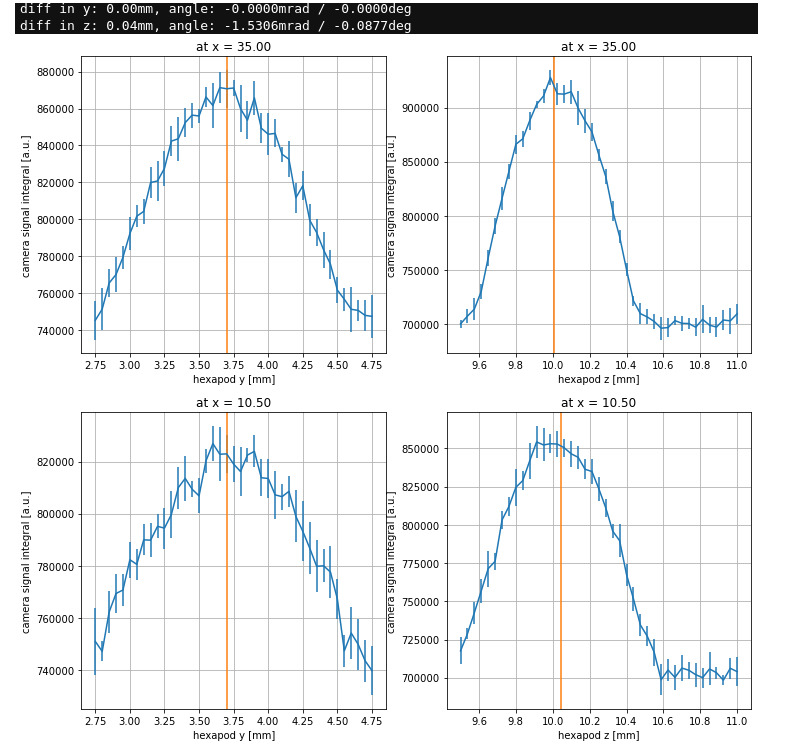 diff in y: 0.00mm, angle: -0.0000mrad / -0.0000deg
diff in z: 0.04mm, angle: -1.5306mrad / -0.0877deg
at x = 35.00
880000
860000
840000
820000
800000
780000
760000
740000
camera signal integral [a.u.]
2.75 3.00 3.25 3.50 3.75 4.00 4.25 4.50 4.75
hexapod y [mm]
at x = 35.00
900000
850000
800000
750000
700000
camera signal integral [a.u.]
9.6 9.8 10.0 10.2 10.4 10.6 10.8 11.0
hexapod z [mm]
at x = 10.50
820000
800000
780000
760000
740000
camera signal integral [a.u.]
2.75 3.00 3.25 3.50 3.75 4.00 4.25 4.50 4.75
hexapod y [mm]
at x = 10.50
850000
825000
800000
775000
750000
725000
700000
camera signal integral [a.u.]
9.6 9.8 10.0 10.2 10.4 10.6 10.8 11.0
hexapod z [mm]